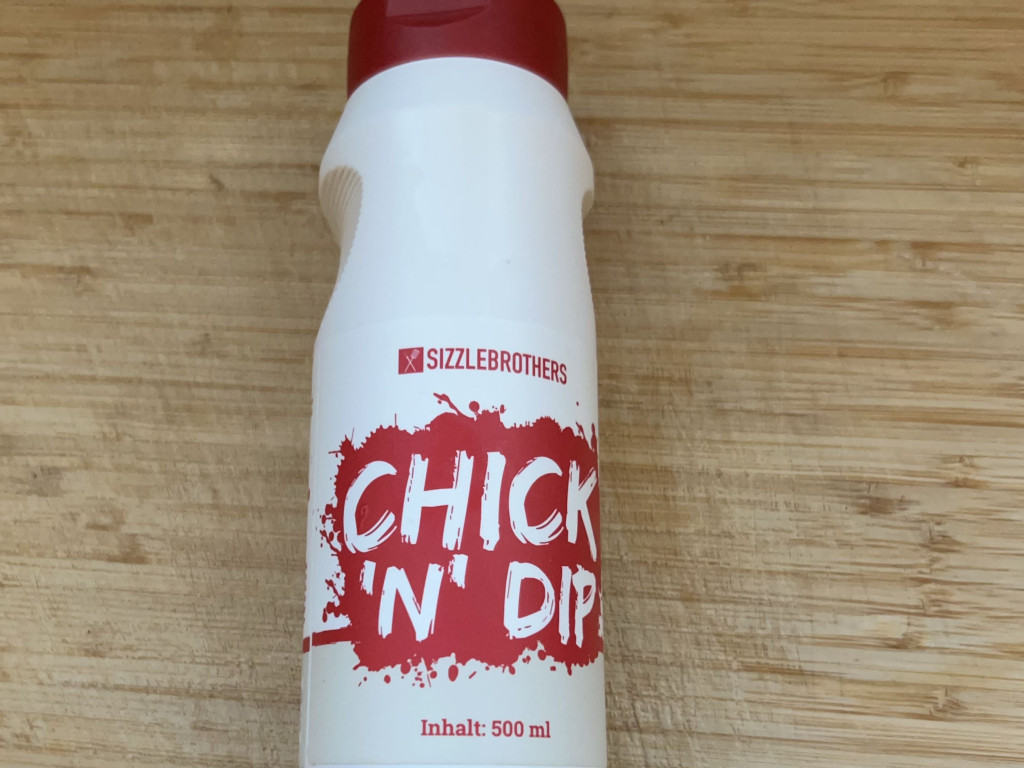 SIZZLEBROTHERS
CHICK
'N' DIP
Inhalt: 500 ml